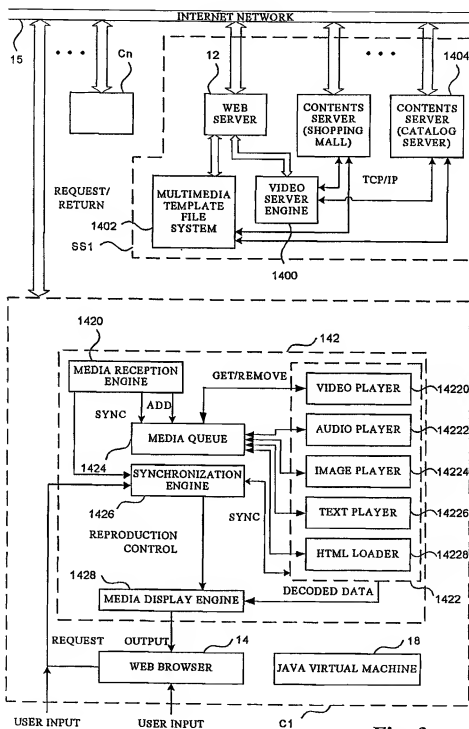 INTERNET NETWORK
15
Cn
12
1404
WEB
SERVER
CONTENTS
SERVER
(SHOPPING
MALL)
CONTENTS
SERVER
(CATALOG
SERVER)
REQUEST/
RETURN
TCP/IP
1402
MULTIMEDIA
TEMPLATE
FILE
SYSTEM
VIDEO
SERVER
ENGINE
SS1
1400
142
1420
MEDIA RECEPTION
ENGINE
GET/REMOVE
VIDEO PLAYER
14220
SYNC
ADD
AUDIO PLAYER
14222
MEDIA QUEUE
1424
IMAGE PLAYER
14224
SYNCHRONIZATION
ENGINE
1426
SYNC
TEXT PLAYER
14226
REPRODUCTION
CONTROL
HTML LOADER
14228
1428
MEDIA DISPLAY ENGINE
DECODED DATA
1422
REQUEST
OUTPUT
14
18
WEB BROWSER
JAVA VIRTUAL MACHINE
USER INPUT
USER INPUT
C1